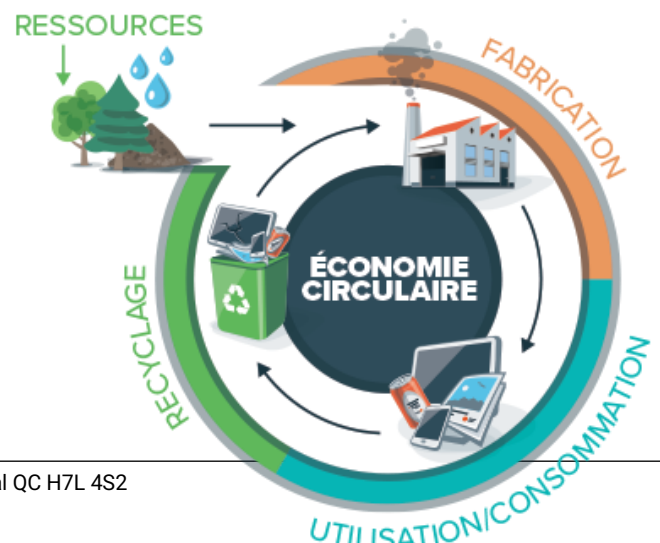 RESSOURCES
FABRICATION
ÉCONOMIE
CIRCULAIRE
RECYCLAGE
UTILISATION/CONSOMMATION
QC H7L 4S2